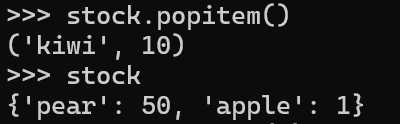 >>> stock.popitem()
('kiwi', 10)
>>> stock
{'pear': 50, 'apple': 1}